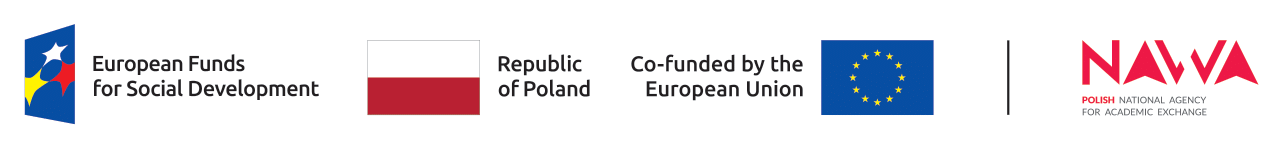 European Funds
for Social Development
Republic
of Poland
Co-funded by the
European Union
NAWA
POLISH NATIONAL AGENCY
FOR ACADEMIC EXCHANGE